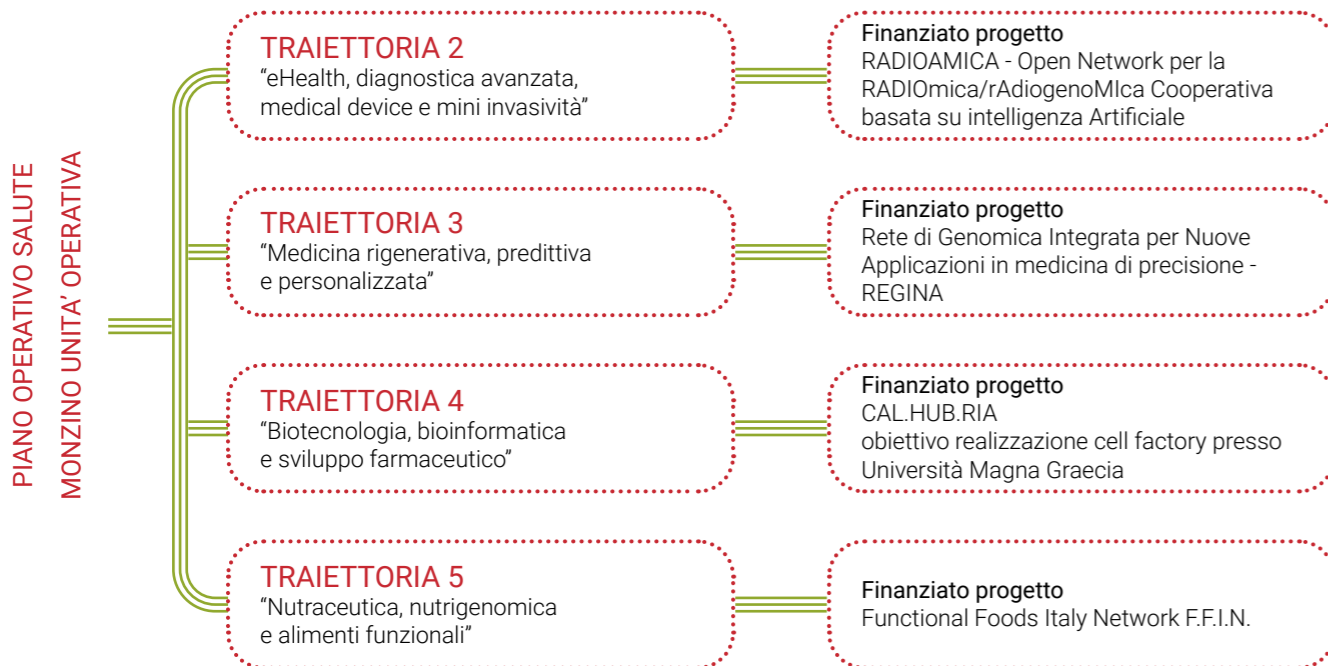 PIANO OPERATIVO SALUTE
MONZINO UNITA' OPERATIVA
TRAIETTORIA 2
“eHealth, diagnostica avanzata,
medical device e mini invasività”
Finanziato progetto
RADIOAMICA - Open Network per la
RADIOmica/rAdiogenoMIca Cooperativa
basata su intelligenza Artificiale
TRAIETTORIA 3
“Medicina rigenerativa, predittiva
e personalizzata”
Finanziato progetto
Rete di Genomica Integrata per Nuove
Applicazioni in medicina di precisione -
REGINA
TRAIETTORIA 4
“Biotecnologia, bioinformatica
e sviluppo farmaceutico”
Finanziato progetto
CAL.HUB.RIA
obiettivo realizzazione cell factory presso
Università Magna Graecia
TRAIETTORIA 5
“Nutraceutica, nutrigenomica
e alimenti funzionali”
Finanziato progetto
Functional Foods Italy Network F.F.I.N.